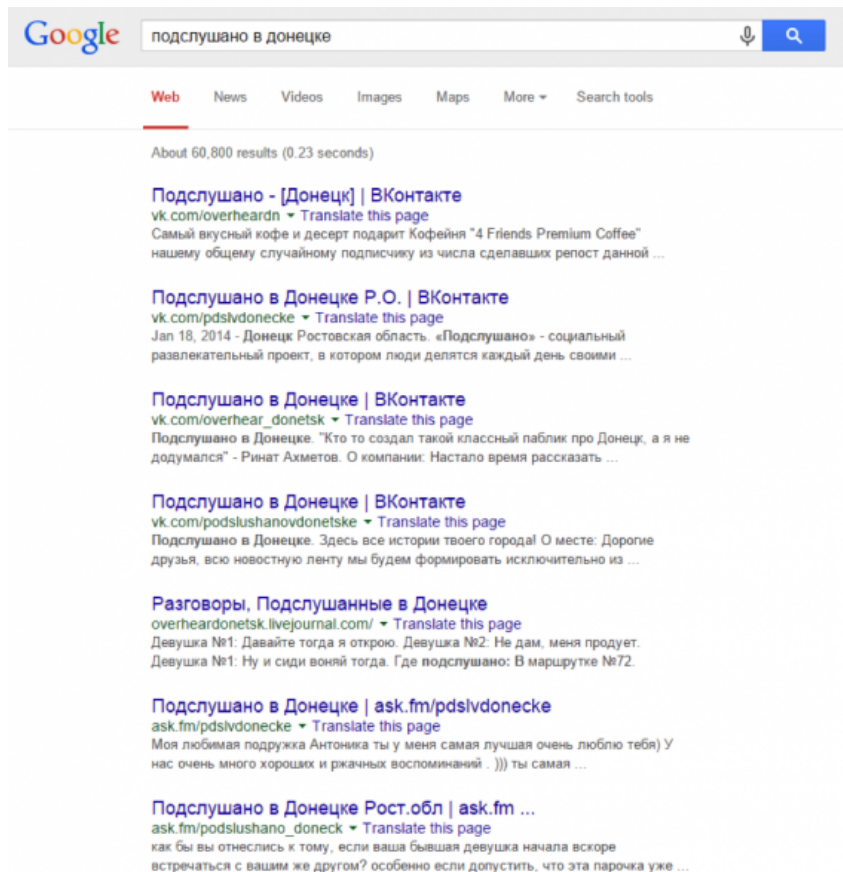 Google
подслушано в донецке
Web News Videos Images Maps More Search tools
About 60,800 results (0.23 seconds)
Подслушано - [Донецк] | ВКонтакте
vk.com/overheardn Translate this page
Самый вкусный кофе и десерт подарит Кофейня "4 Friends Premium Coffee"
нашему общему случайному подписчику из числа сделавших репост данной ...
Подслушано в Донецке Р.О. | ВКонтакте
vk.com/pdslvdonecke Translate this page
Jan 18, 2014 - Донецк Ростовская область. «Подслушано» - социальный
развлекательный проект, в котором люди делятся каждый день своими ...
Подслушано в Донецке | ВКонтакте
vk.com/overhear_donetsk Translate this page
Подслушано в Донецке. "Кто то создал такой классный паблик про Донецк, а я не
додумался" - Ринат Ахметов. О компании: Настало время рассказать ...
Подслушано в Донецке | ВКонтакте
vk.com/podslushanovdonetske Translate this page
Подслушано в Донецке. Здесь все истории твоего города! О месте: Дорогие
друзья, всю новостную ленту мы будем формировать исключительно из ...
Разговоры, Подслушанные в Донецке
overheardonetsk.livejournal.com/ Translate this page
Девушка №1: Давайте тогда я открою. Девушка №2: Не дам, меня продует.
Девушка №1: Ну и сиди воняй тогда. Где подслушано: В маршрутке №72.
Подслушано в Донецке | ask.fm/pdslvdonecke
ask.fm/pdslvdonecke Translate this page
Моя любимая подружка Антоника ты у меня самая лучшая очень люблю тебя) У
нас очень много хороших и ржачных воспоминаний . ))) ты самая ...
Подслушано в Донецке Рост.обл | ask.fm ...
ask.fm/podslushano_doneck Translate this page
как бы вы отнеслись к тому, если ваша бывшая девушка начала вскоре
встречаться с вашим же другом? особенно если допустить, что эта парочка уже ...